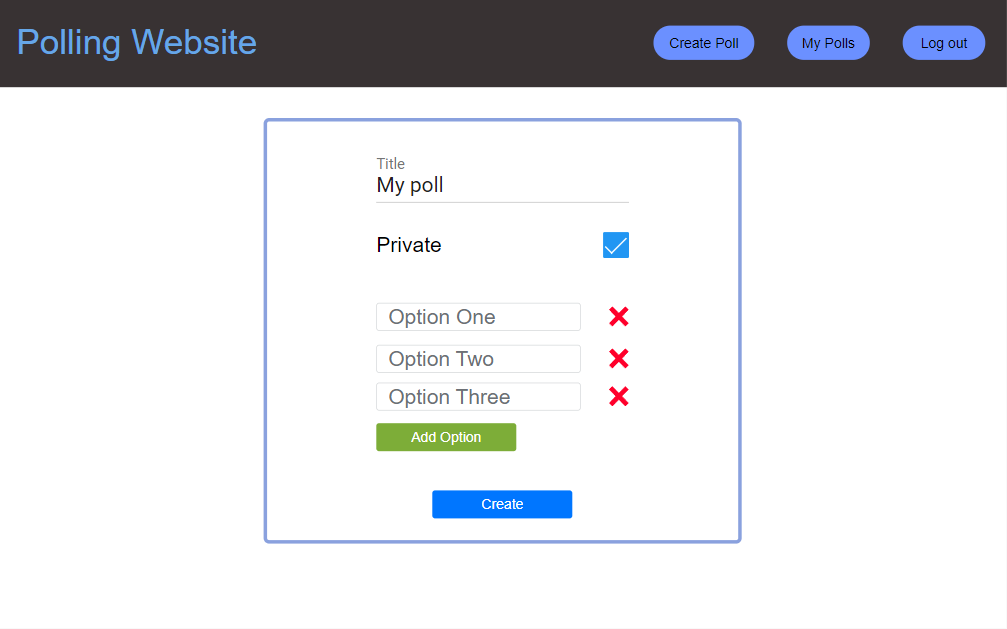 Polling Website
Create Poll
My Polls
Log out
Title
My poll
Private
Option One
Option Two
Option Three
Add Option
Create